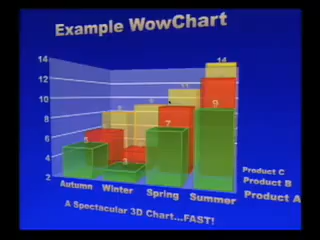 Example WowChart
14
14
12
11
10
9
8
7
6
5
4
3
2
Autumn Winter Spring Summer
Product C
Product B
Product A
A Spectacular 3D Chart...FAST!